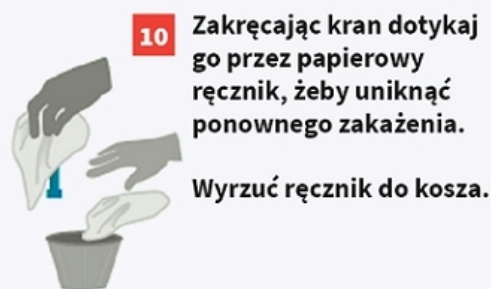 10
Zakręcając kran dotykaj
go przez papierowy
ręcznik, żeby uniknąć
ponownego zakażenia.
Wyrzuć ręcznik do kosza.